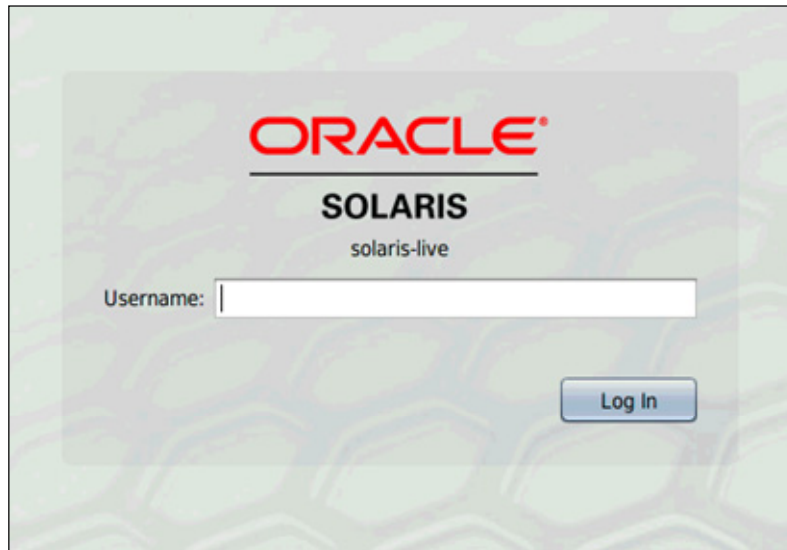 ORACLE®
SOLARIS
solaris-live
Username:
Log In